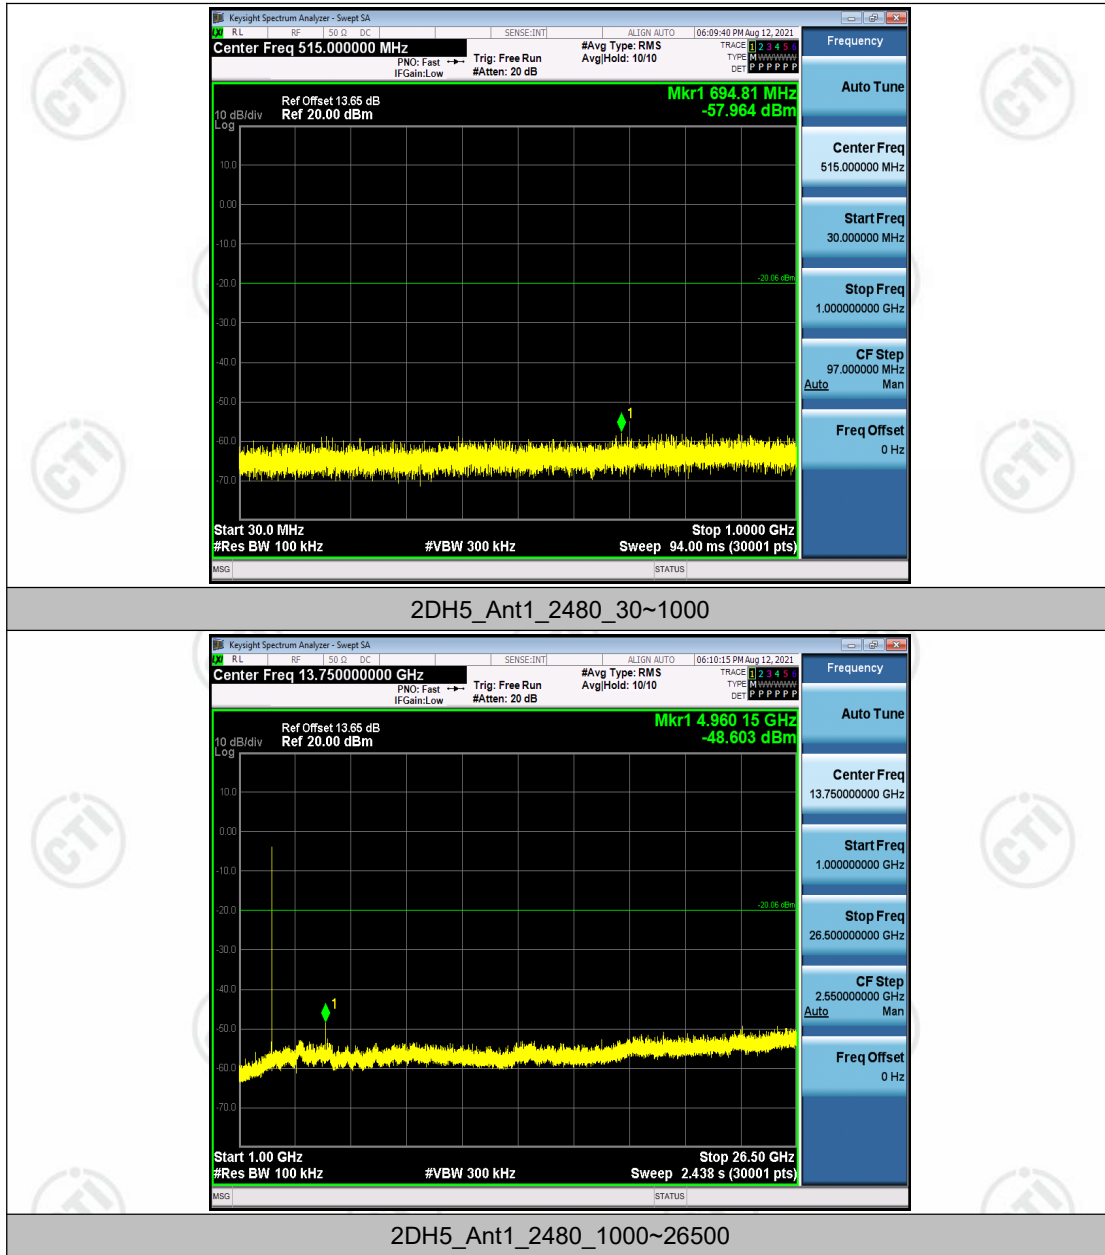 Keysight Spectrum Analyzer - Swept SA
RL RF 50 Ω DC SENSE:INT ALIGN AUTO 06:09:40 PM Aug 12, 2021
Center Freq 515.000000 MHz
PNO: Fast
IFGain:Low
Trig: Free Run
#Atten: 20 dB
#Avg Type: RMS
Avg|Hold: 10/10
TRACE 1 2 3 4 5 6
TYPE M W W W W W
DET P P P P P P
Mkr1 694.81 MHz
-57.964 dBm
10 dB/div
Log
Ref Offset 13.65 dB
Ref 20.00 dBm
10.0
0.00
-10.0
-20.0
-20.06 dBm
-30.0
-40.0
-50.0
1
-60.0
-70.0
Start 30.0 MHz
Stop 1.0000 GHz
#Res BW 100 kHz
#VBW 300 kHz
Sweep 94.00 ms (30001 pts)
MSG
STATUS
Frequency
Auto Tune
Center Freq
515.000000 MHz
Start Freq
30.000000 MHz
Stop Freq
1.000000000 GHz
CF Step
97.000000 MHz
Auto Man
Freq Offset
0 Hz
2DH5_Ant1_2480_30~1000
Keysight Spectrum Analyzer - Swept SA
RL RF 50 Ω DC SENSE:INT ALIGN AUTO 06:10:15 PM Aug 12, 2021
Center Freq 13.750000000 GHz
PNO: Fast
IFGain:Low
Trig: Free Run
#Atten: 20 dB
#Avg Type: RMS
Avg|Hold: 10/10
TRACE 1 2 3 4 5 6
TYPE M W W W W W
DET P P P P P P
Mkr1 4.960 15 GHz
-48.603 dBm
10 dB/div
Log
Ref Offset 13.65 dB
Ref 20.00 dBm
10.0
0.00
-10.0
-20.0
-20.06 dBm
-30.0
-40.0
1
-50.0
-60.0
-70.0
Start 1.00 GHz
Stop 26.50 GHz
#Res BW 100 kHz
#VBW 300 kHz
Sweep 2.438 s (30001 pts)
MSG
STATUS
Frequency
Auto Tune
Center Freq
13.750000000 GHz
Start Freq
1.000000000 GHz
Stop Freq
26.500000000 GHz
CF Step
2.550000000 GHz
Auto Man
Freq Offset
0 Hz
2DH5_Ant1_2480_1000~26500
CTI
CTI
CTI
CTI
CTI
CTI